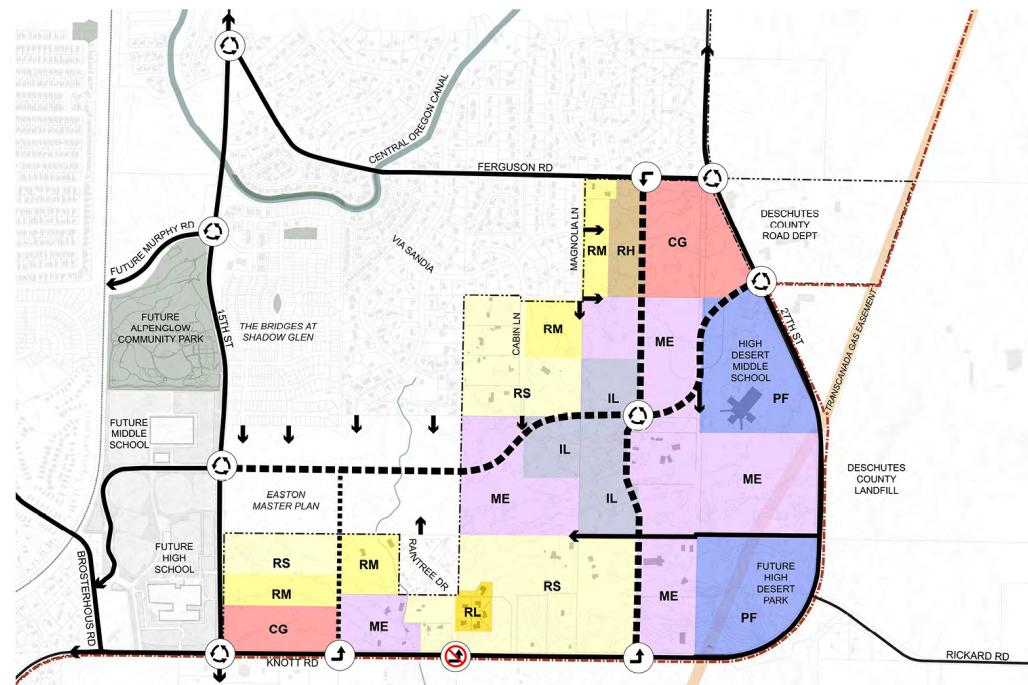 CENTRAL OREGON CANAL
FERGUSON RD
FUTURE MURPHY RD
VIA SANDIA
MAGNOLIA LN
RM
RH
CG
DESCHUTES
COUNTY
ROAD DEPT
FUTURE
ALPENGLOW
COMMUNITY PARK
15TH ST
THE BRIDGES AT
SHADOW GLEN
CABIN LN
RM
ME
27TH ST
TRANSCANADA GAS EASEMENT
HIGH
DESERT
MIDDLE
SCHOOL
PF
RS
IL
FUTURE
MIDDLE
SCHOOL
IL
ME
DESCHUTES
COUNTY
LANDFILL
EASTON
MASTER PLAN
ME
IL
BROSTERHOUS RD
FUTURE
HIGH
SCHOOL
RS
RM
RM
RAINTREE DR
RS
RL
ME
FUTURE HIGH
DESERT
PARK
PF
CG
ME
KNOTT RD
RICKARD RD